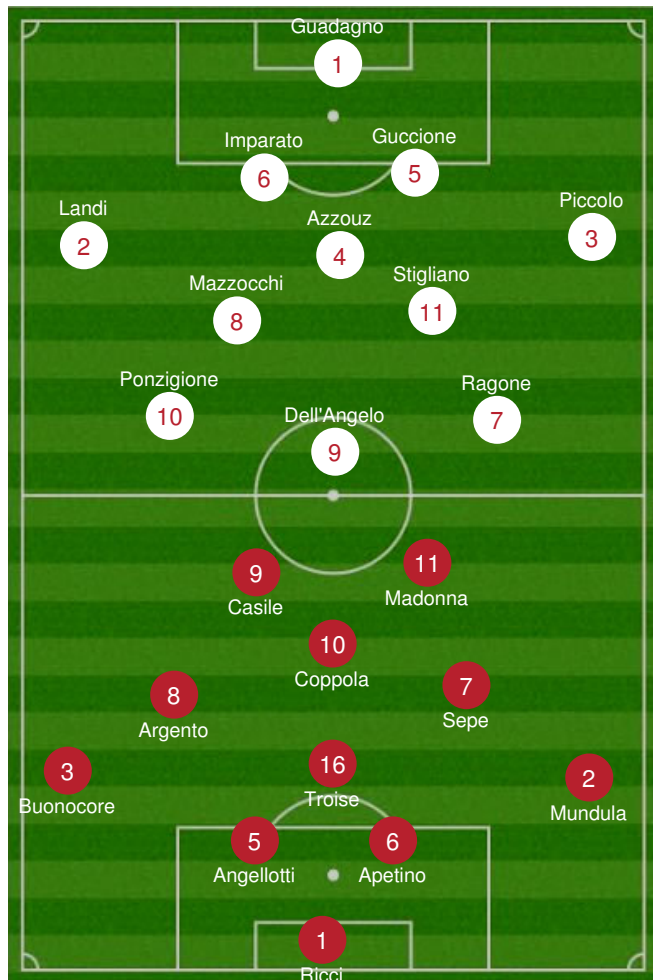 Guadagno
1
Imparato
6
Guccione
5
Landi
2
Piccolo
3
Azzouz
4
Mazzocchi
8
Stigliano
11
Ponzigione
10
Ragone
7
Dell'Angelo
9
9
Casile
11
Madonna
10
Coppola
7
Sepe
8
Argento
16
Troise
3
Buonocore
2
Mundula
5
Angellotti
6
Apetino
1
Ricci